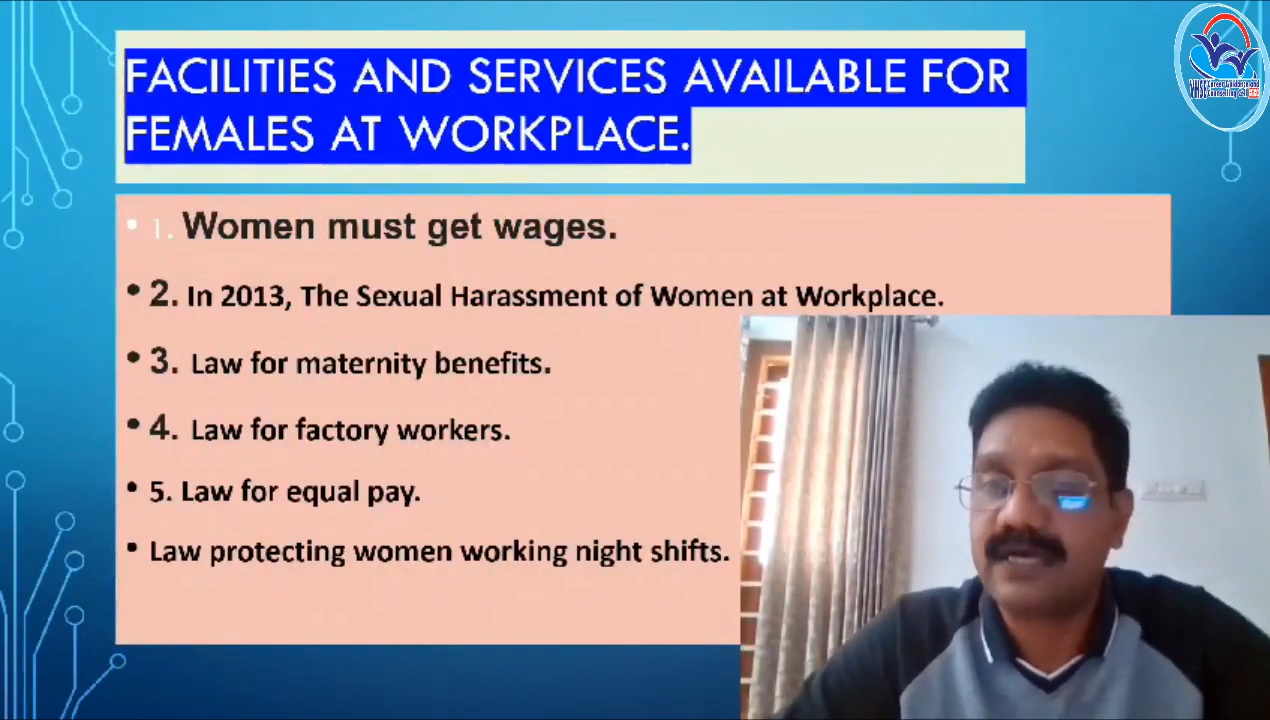 FACILITIES AND SERVICES AVAILABLE FOR
FEMALES AT WORKPLACE.
• 1. Women must get wages.
• 2. In 2013, The Sexual Harassment of Women at Workplace.
• 3. Law for maternity benefits.
• 4. Law for factory workers.
• 5. Law for equal pay.
• Law protecting women working night shifts.